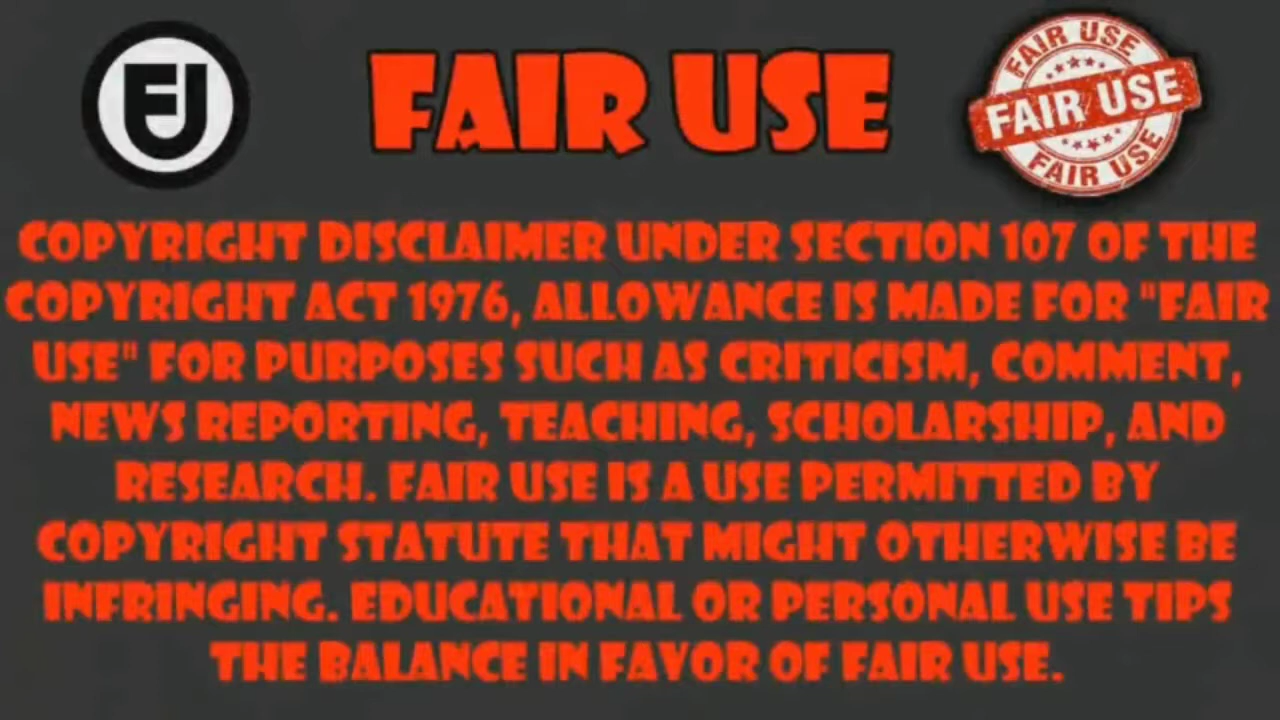 FAIR USE
FAIR USE
FAIR USE
FAIR USE
COPYRIGHT DISCLAIMER UNDER SECTION 107 OF THE
COPYRIGHT ACT 1976, ALLOWANCE IS MADE FOR "FAIR
USE" FOR PURPOSES SUCH AS CRITICISM, COMMENT,
NEWS REPORTING, TEACHING, SCHOLARSHIP, AND
RESEARCH. FAIR USE IS A USE PERMITTED BY
COPYRIGHT STATUTE THAT MIGHT OTHERWISE BE
INFRINGING. EDUCATIONAL OR PERSONAL USE TIPS
THE BALANCE IN FAVOR OF FAIR USE.